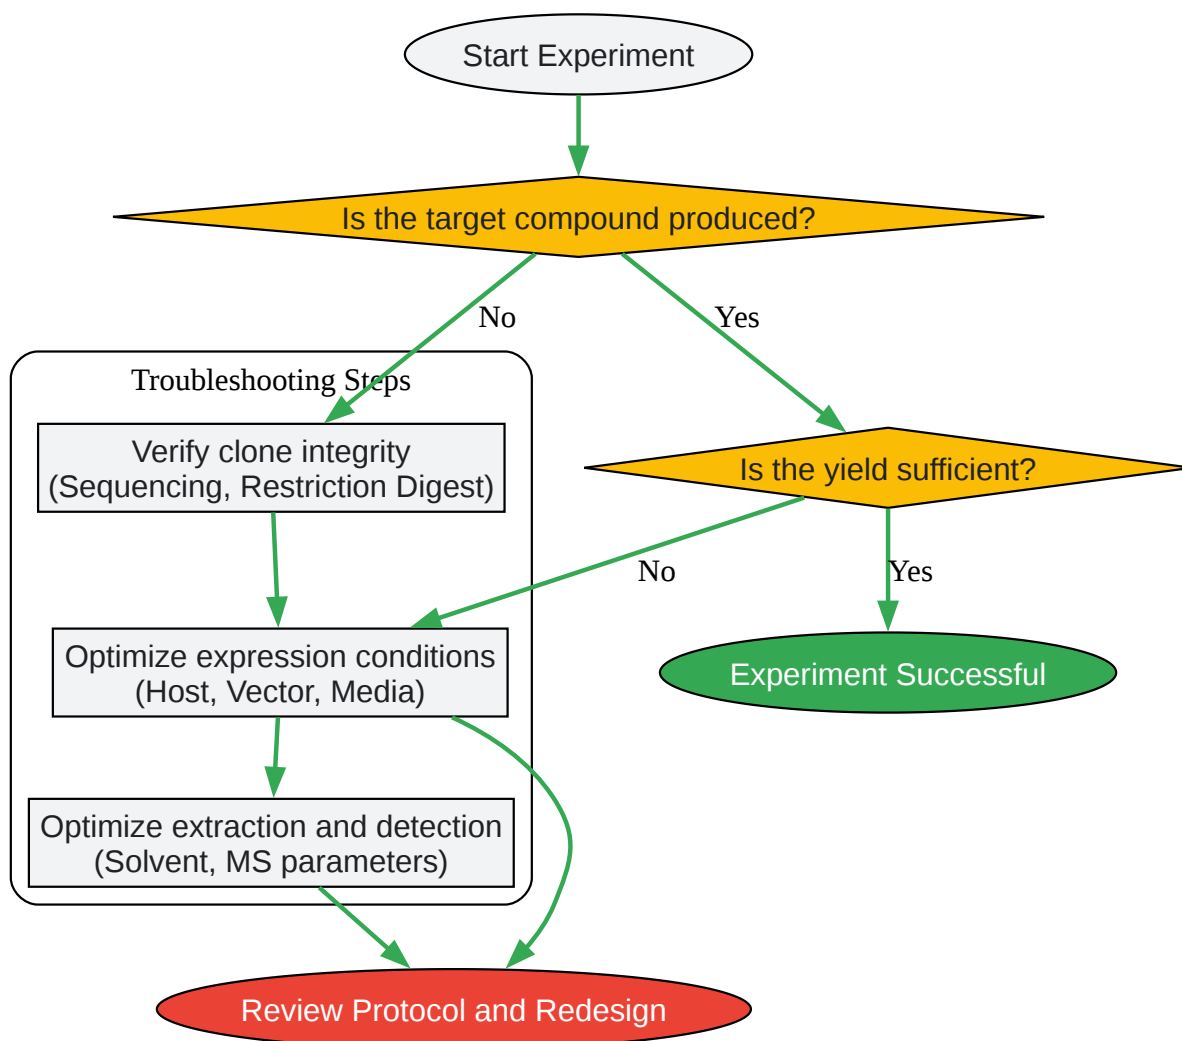 Start Experiment
Is the target compound produced?
No
Yes
Troubleshooting Steps
Verify clone integrity
(Sequencing, Restriction Digest)
Is the yield sufficient?
No
Yes
Optimize expression conditions
(Host, Vector, Media)
Experiment Successful
Optimize extraction and detection
(Solvent, MS parameters)
Review Protocol and Redesign